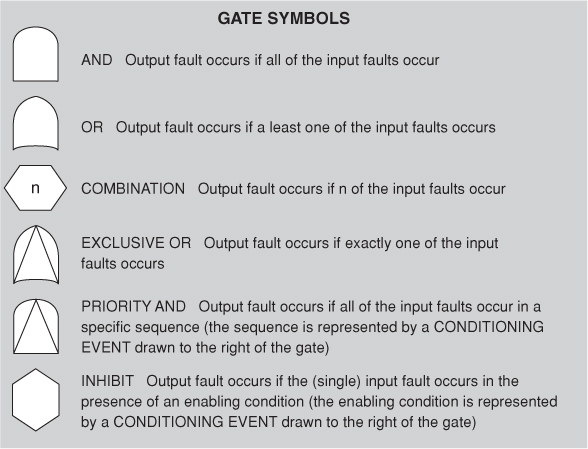 GATE SYMBOLS
AND Output fault occurs if all of the input faults occur
OR Output fault occurs if a least one of the input faults occurs
n
COMBINATION Output fault occurs if n of the input faults occur
EXCLUSIVE OR Output fault occurs if exactly one of the input
faults occurs
PRIORITY AND Output fault occurs if all of the input faults occur in a
specific sequence (the sequence is represented by a CONDITIONING
EVENT drawn to the right of the gate)
INHIBIT Output fault occurs if the (single) input fault occurs in the
presence of an enabling condition (the enabling condition is represented
by a CONDITIONING EVENT drawn to the right of the gate)